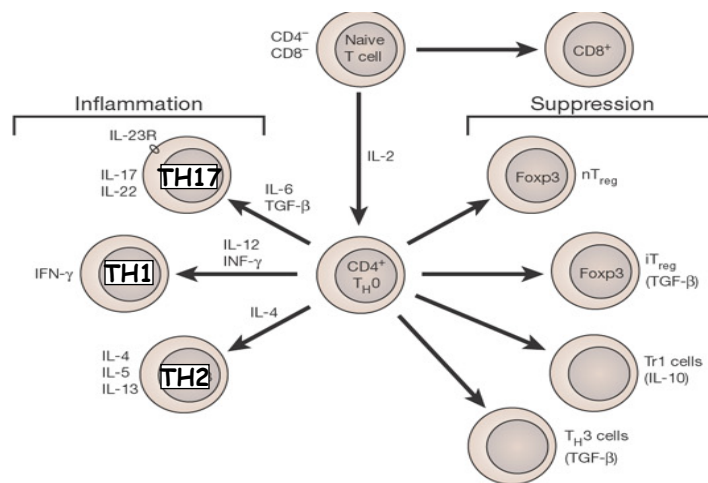 CD4⁻
CD8⁻
Naive
T cell
CD8⁺
Inflammation
Suppression
IL-23R
IL-17
IL-22
TH17
IL-6
TGF-β
IL-2
Foxp3
nTreg
IFN-γ
TH1
IL-12
INF-γ
CD4⁺
TH0
Foxp3
iTreg
(TGF-β)
IL-4
IL-4
IL-5
IL-13
TH2
Tr1 cells
(IL-10)
TH3 cells
(TGF-β)